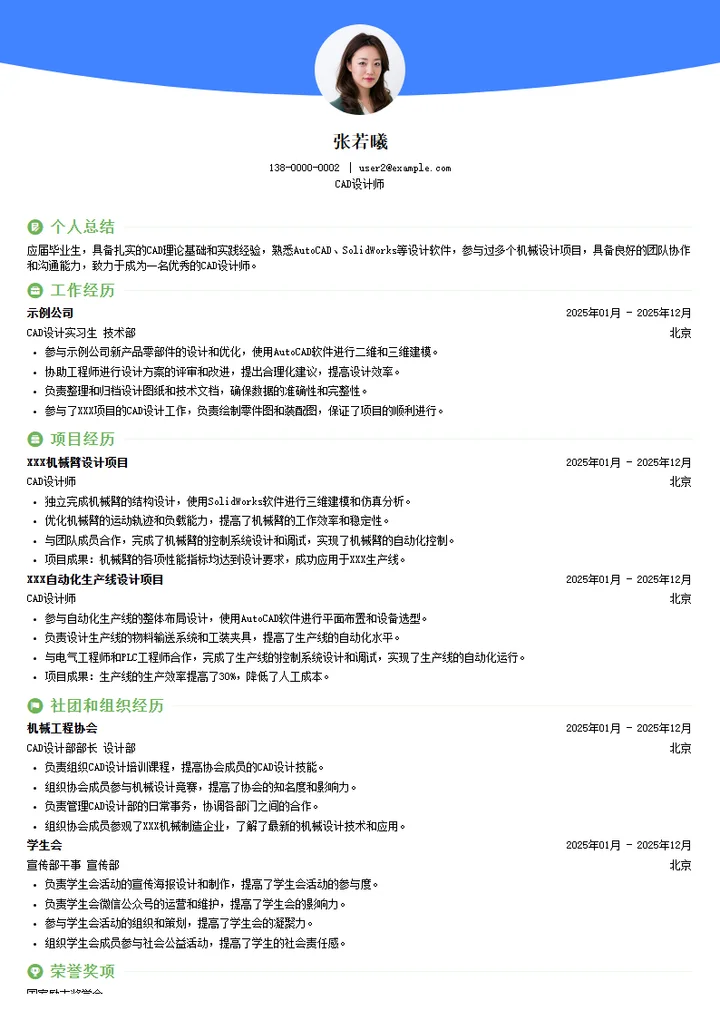 张若曦
138-0000-0002 | user2@example.com
CAD设计师
个人总结
应届毕业生，具备扎实的CAD理论基础和实践经验，熟悉AutoCAD、SolidWorks等设计软件，参与过多个机械设计项目，具备良好的团队协作
和沟通能力，致力于成为一名优秀的CAD设计师。
工作经历
示例公司 2025年01月 - 2025年12月
CAD设计实习生 技术部 北京
• 参与示例公司新产品零部件的设计和优化，使用AutoCAD软件进行二维和三维建模。
• 协助工程师进行设计方案的评审和改进，提出合理化建议，提高设计效率。
• 负责整理和归档设计图纸和技术文档，确保数据的准确性和完整性。
• 参与了XXX项目的CAD设计工作，负责绘制零件图和装配图，保证了项目的顺利进行。
项目经历
XXX机械臂设计项目 2025年01月 - 2025年12月
CAD设计师 北京
• 独立完成机械臂的结构设计，使用SolidWorks软件进行三维建模和仿真分析。
• 优化机械臂的运动轨迹和负载能力，提高了机械臂的工作效率和稳定性。
• 与团队成员合作，完成了机械臂的控制系统设计和调试，实现了机械臂的自动化控制。
• 项目成果：机械臂的各项性能指标均达到设计要求，成功应用于XXX生产线。
XXX自动化生产线设计项目 2025年01月 - 2025年12月
CAD设计师 北京
• 参与自动化生产线的整体布局设计，使用AutoCAD软件进行平面布置和设备选型。
• 负责设计生产线的物料输送系统和工装夹具，提高了生产线的自动化水平。
• 与电气工程师和PLC工程师合作，完成了生产线的控制系统设计和调试，实现了生产线的自动化运行。
• 项目成果：生产线的生产效率提高了30%，降低了人工成本。
社团和组织经历
机械工程协会 2025年01月 - 2025年12月
CAD设计部部长 设计部 北京
• 负责组织CAD设计培训课程，提高协会成员的CAD设计技能。
• 组织协会成员参与机械设计竞赛，提高了协会的知名度和影响力。
• 负责管理CAD设计部的日常事务，协调各部门之间的合作。
• 组织协会成员参观了XXX机械制造企业，了解了最新的机械设计技术和应用。
学生会 2025年01月 - 2025年12月
宣传部干事 宣传部 北京
• 负责学生会活动的宣传海报设计和制作，提高了学生会活动的参与度。
• 负责学生会微信公众号的运营和维护，提高了学生会的影响力。
• 参与学生会活动的组织和策划，提高了学生会的凝聚力。
• 组织学生会成员参与社会公益活动，提高了学生的社会责任感。
荣誉奖项